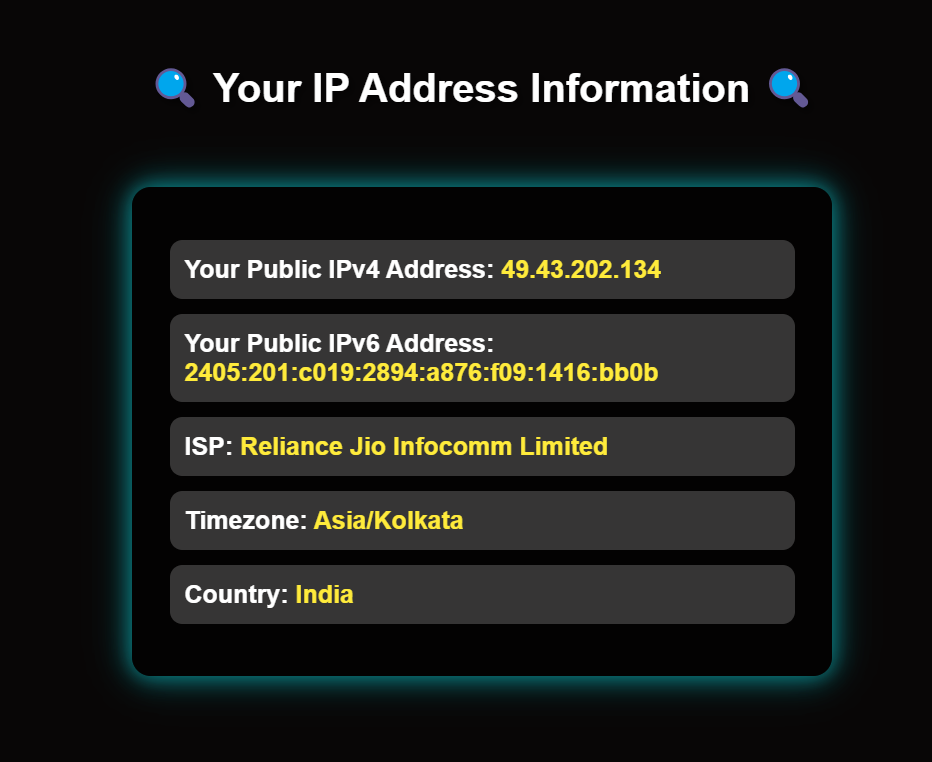 Your IP Address Information
Your Public IPv4 Address: 49.43.202.134
Your Public IPv6 Address:
2405:201:c019:2894:a876:f09:1416:bb0b
ISP: Reliance Jio Infocomm Limited
Timezone: Asia/Kolkata
Country: India